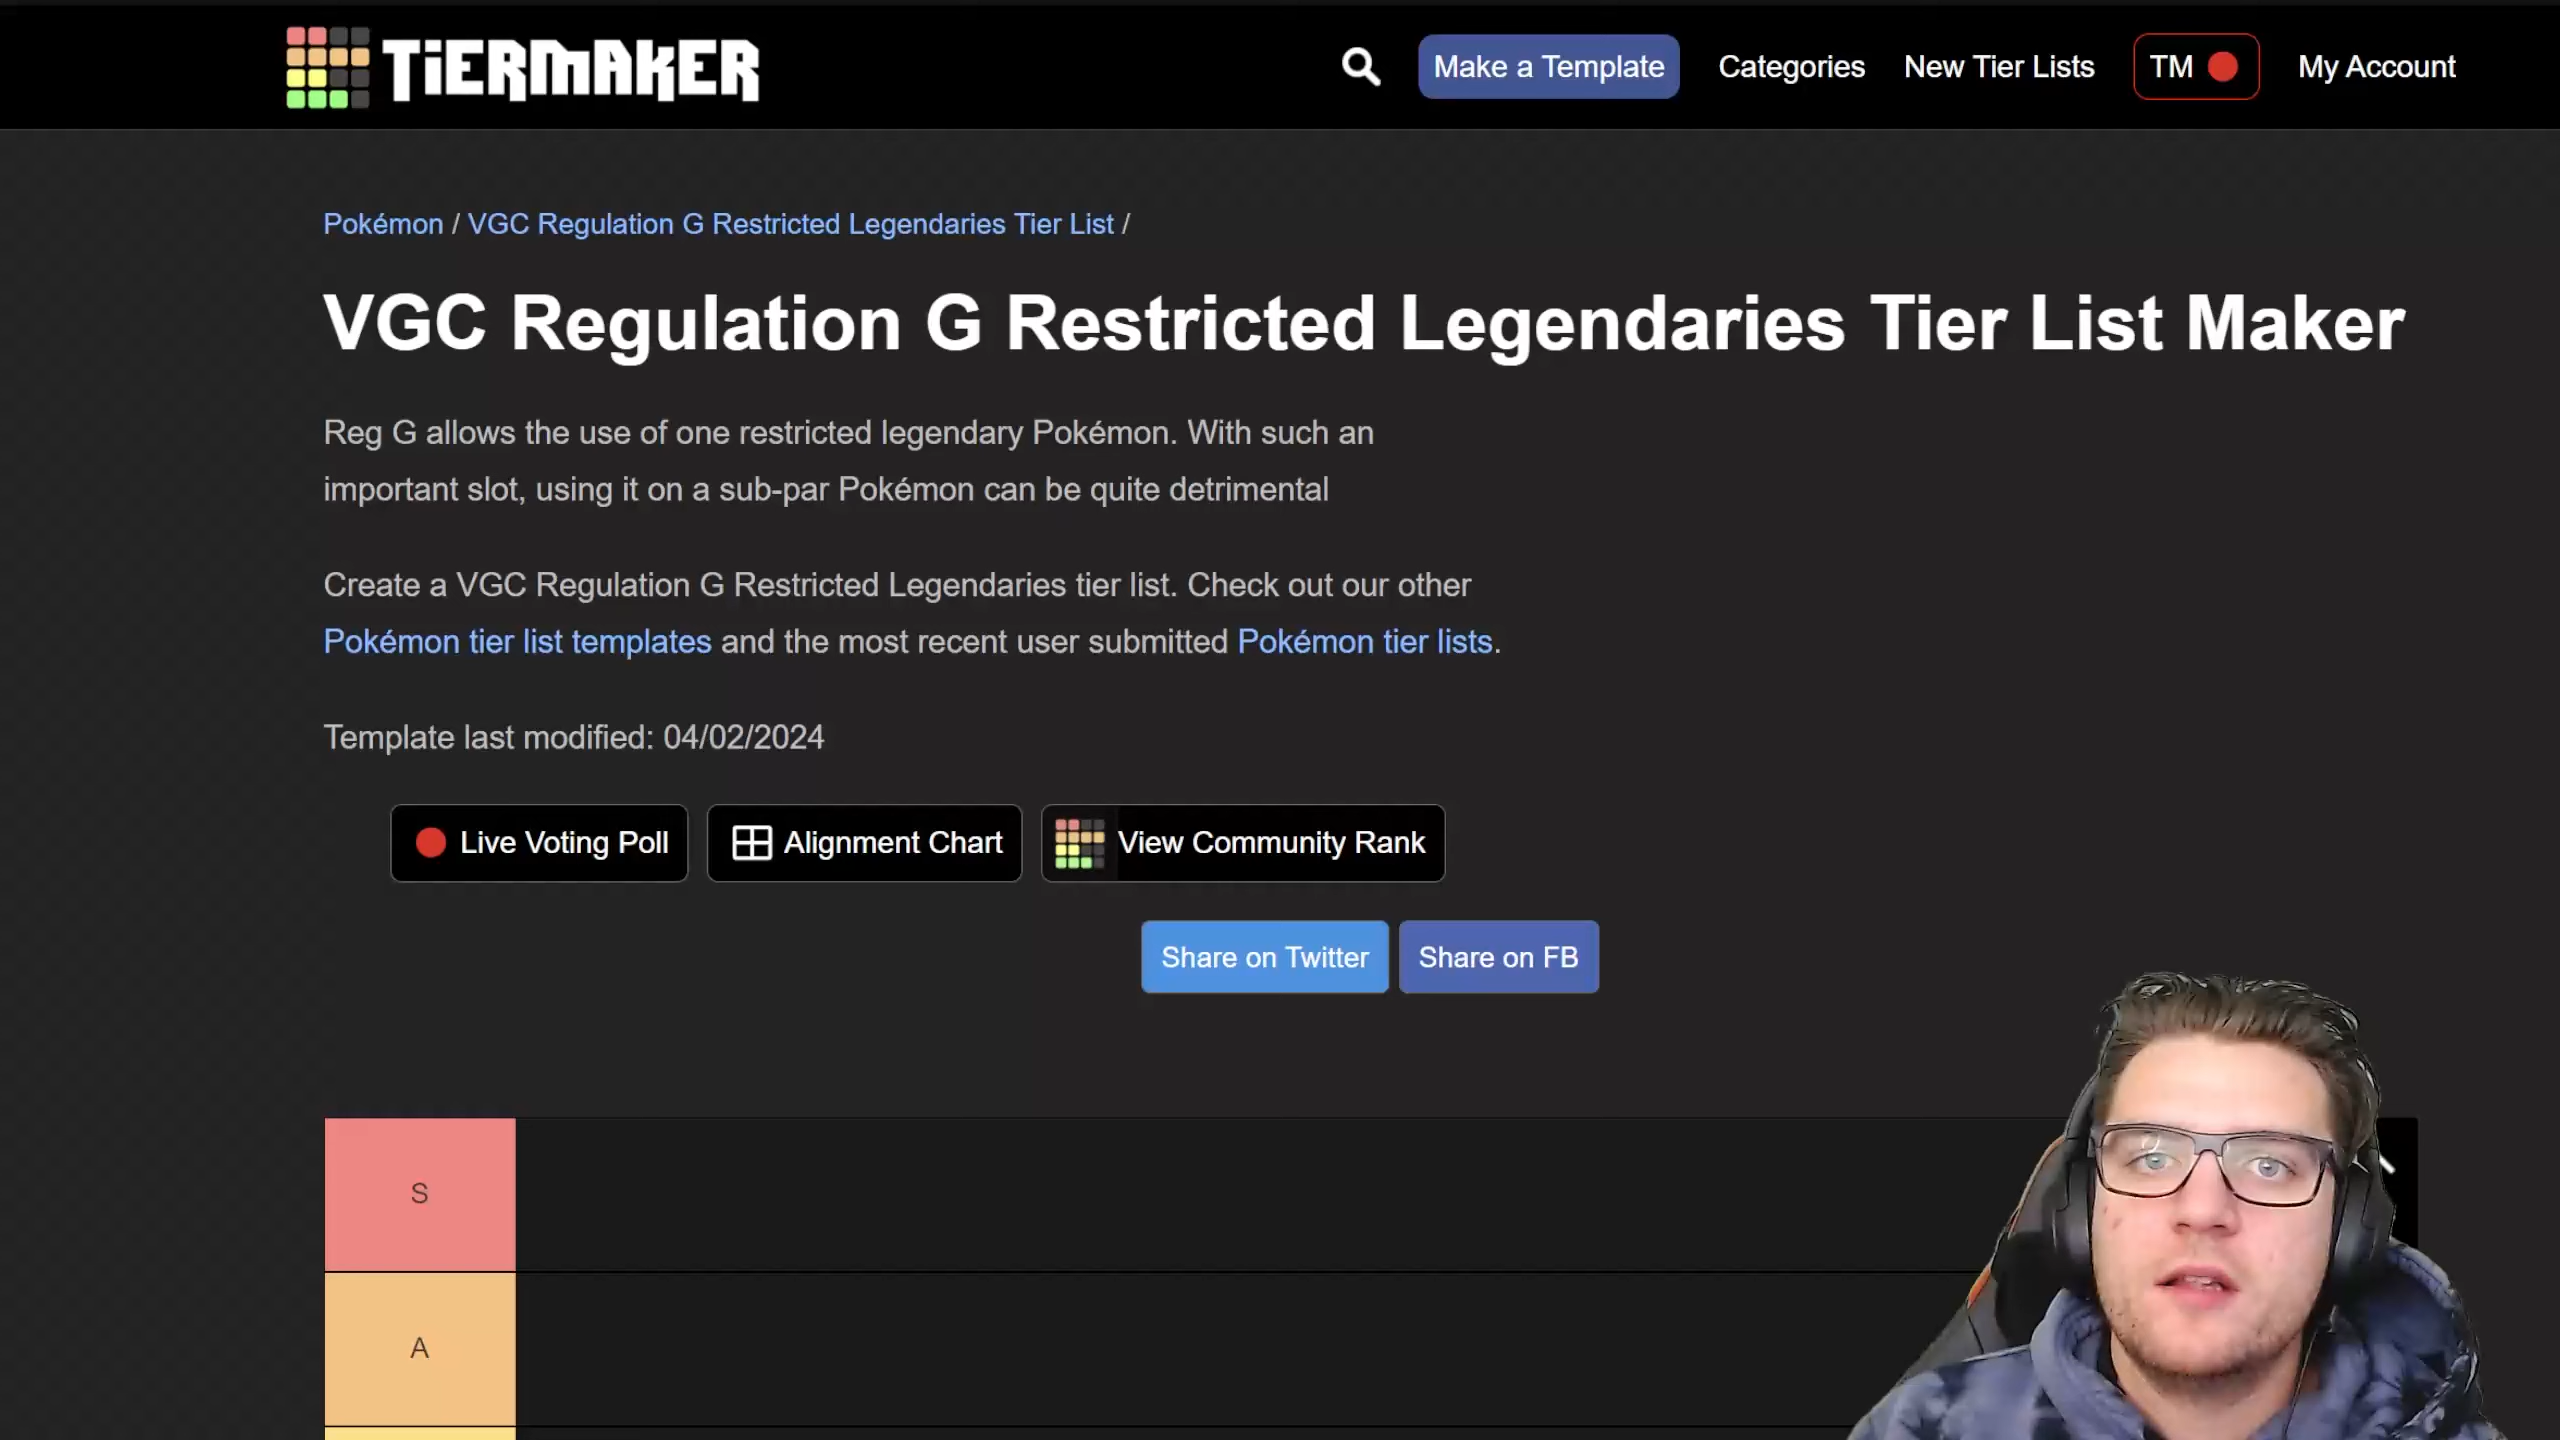 TiERMAKER
Make a Template
Categories
New Tier Lists
TM
My Account
Pokémon / VGC Regulation G Restricted Legendaries Tier List /
VGC Regulation G Restricted Legendaries Tier List Maker
Reg G allows the use of one restricted legendary Pokémon. With such an
important slot, using it on a sub-par Pokémon can be quite detrimental
Create a VGC Regulation G Restricted Legendaries tier list. Check out our other
Pokémon tier list templates and the most recent user submitted Pokémon tier lists.
Template last modified: 04/02/2024
Live Voting Poll
Alignment Chart
View Community Rank
Share on Twitter
Share on FB
S
A